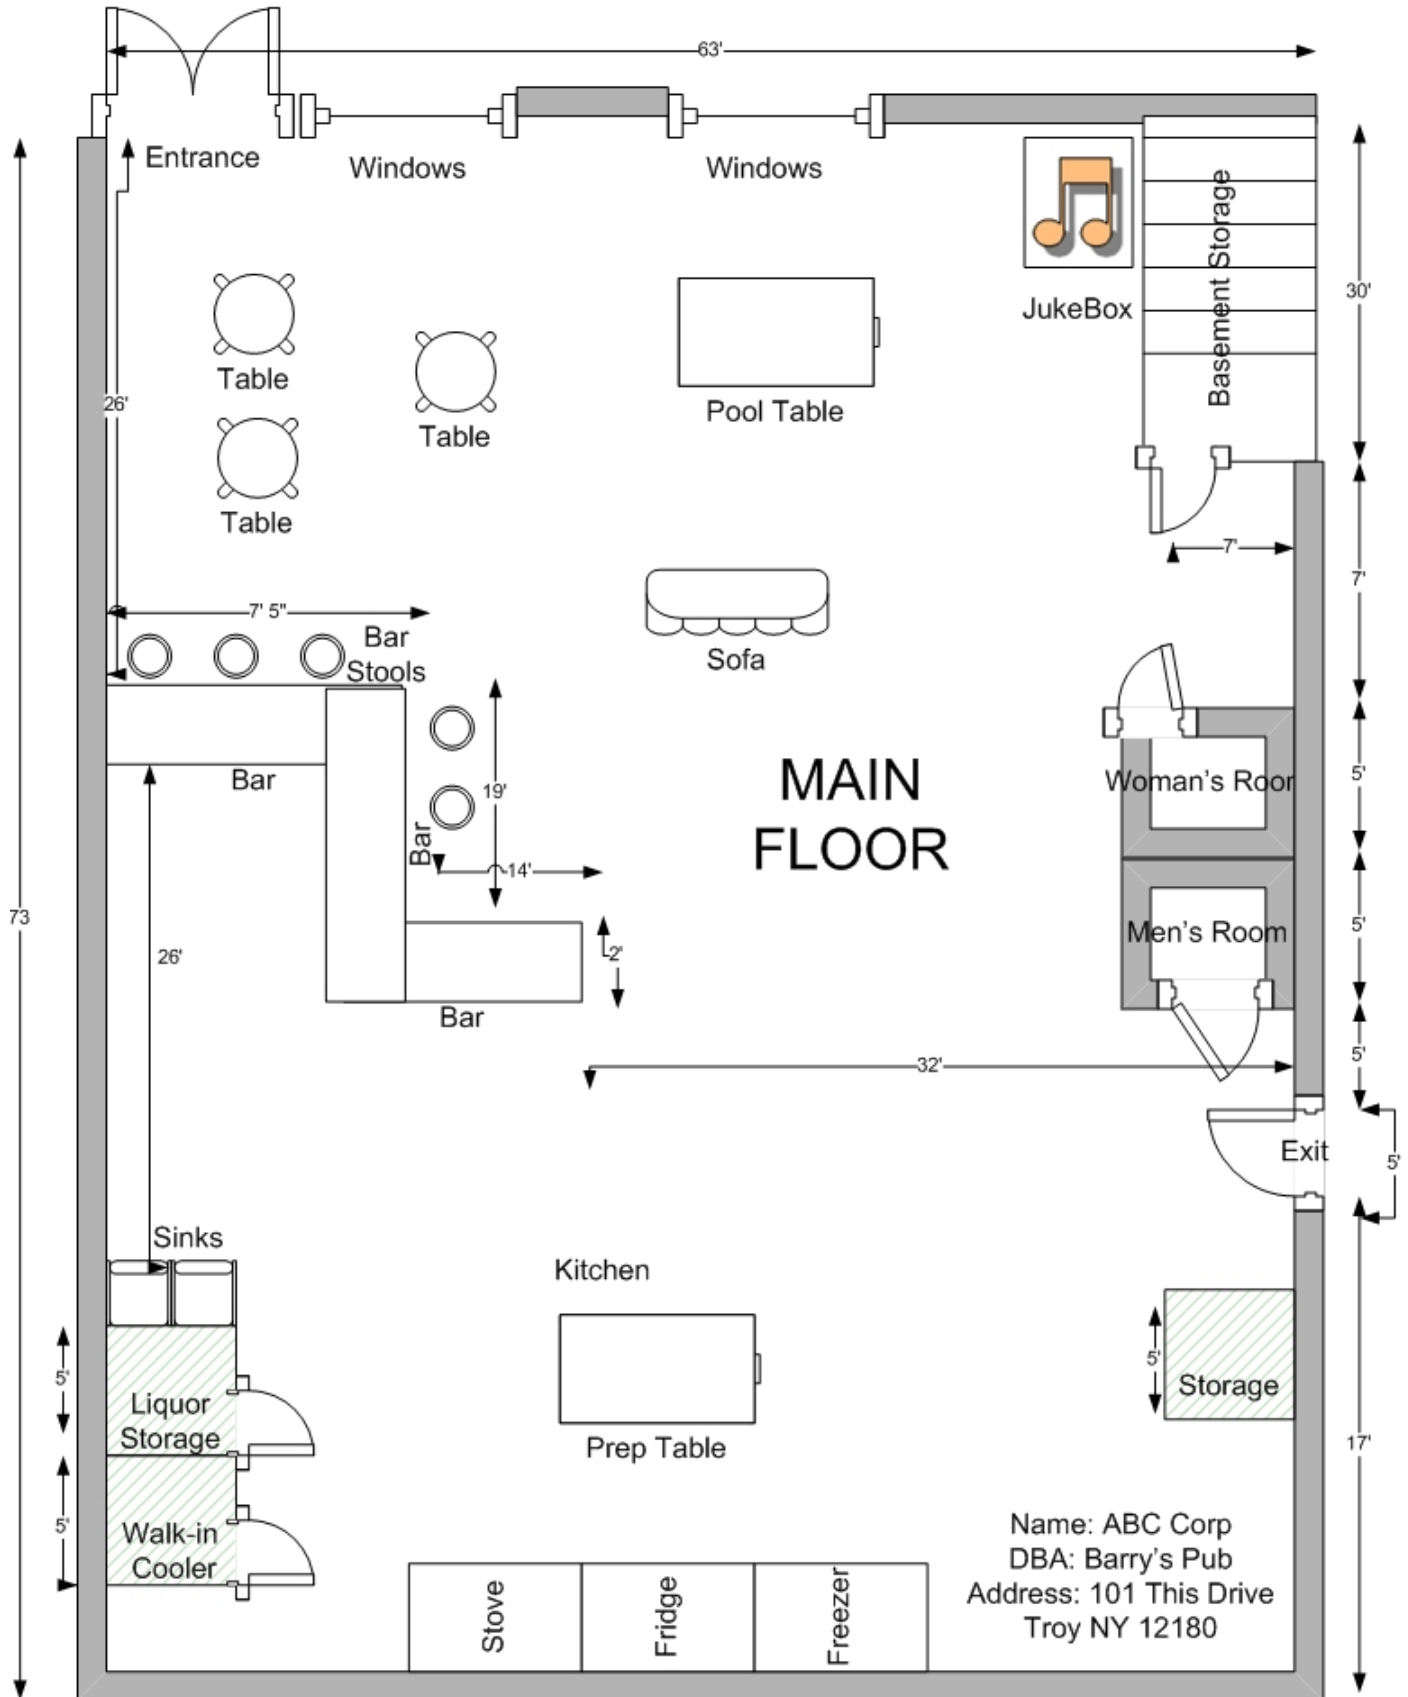 63'
Entrance
Windows
Windows
Basement Storage
30'
JukeBox
Table
26'
Pool Table
Table
Table
7'
7'
7' 5"
Bar
Stools
Sofa
Woman's Roor
5'
MAIN
FLOOR
Bar
19'
Bar
14'
73
Men's Room
5'
26'
2'
Bar
32'
5'
Exit
5'
Sinks
Kitchen
5'
Liquor
Storage
Prep Table
5'
Storage
17'
5'
Walk-in
Cooler
Stove
Fridge
Freezer
Name: ABC Corp
DBA: Barry's Pub
Address: 101 This Drive
Troy NY 12180